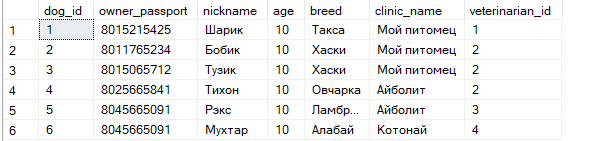 dog_id owner_passport nickname age breed clinic_name veterinarian_id
1 1 8015215425 Шарик 10 Такса Мой питомец 1
2 2 8011765234 Бобик 10 Хаски Мой питомец 2
3 3 8015065712 Тузик 10 Хаски Мой питомец 2
4 4 8025665841 Тихон 10 Овчарка Айболит 2
5 5 8045665091 Рэкс 10 Ламбр... Айболит 3
6 6 8045665091 Мухтар 10 Алабай Котонай 4